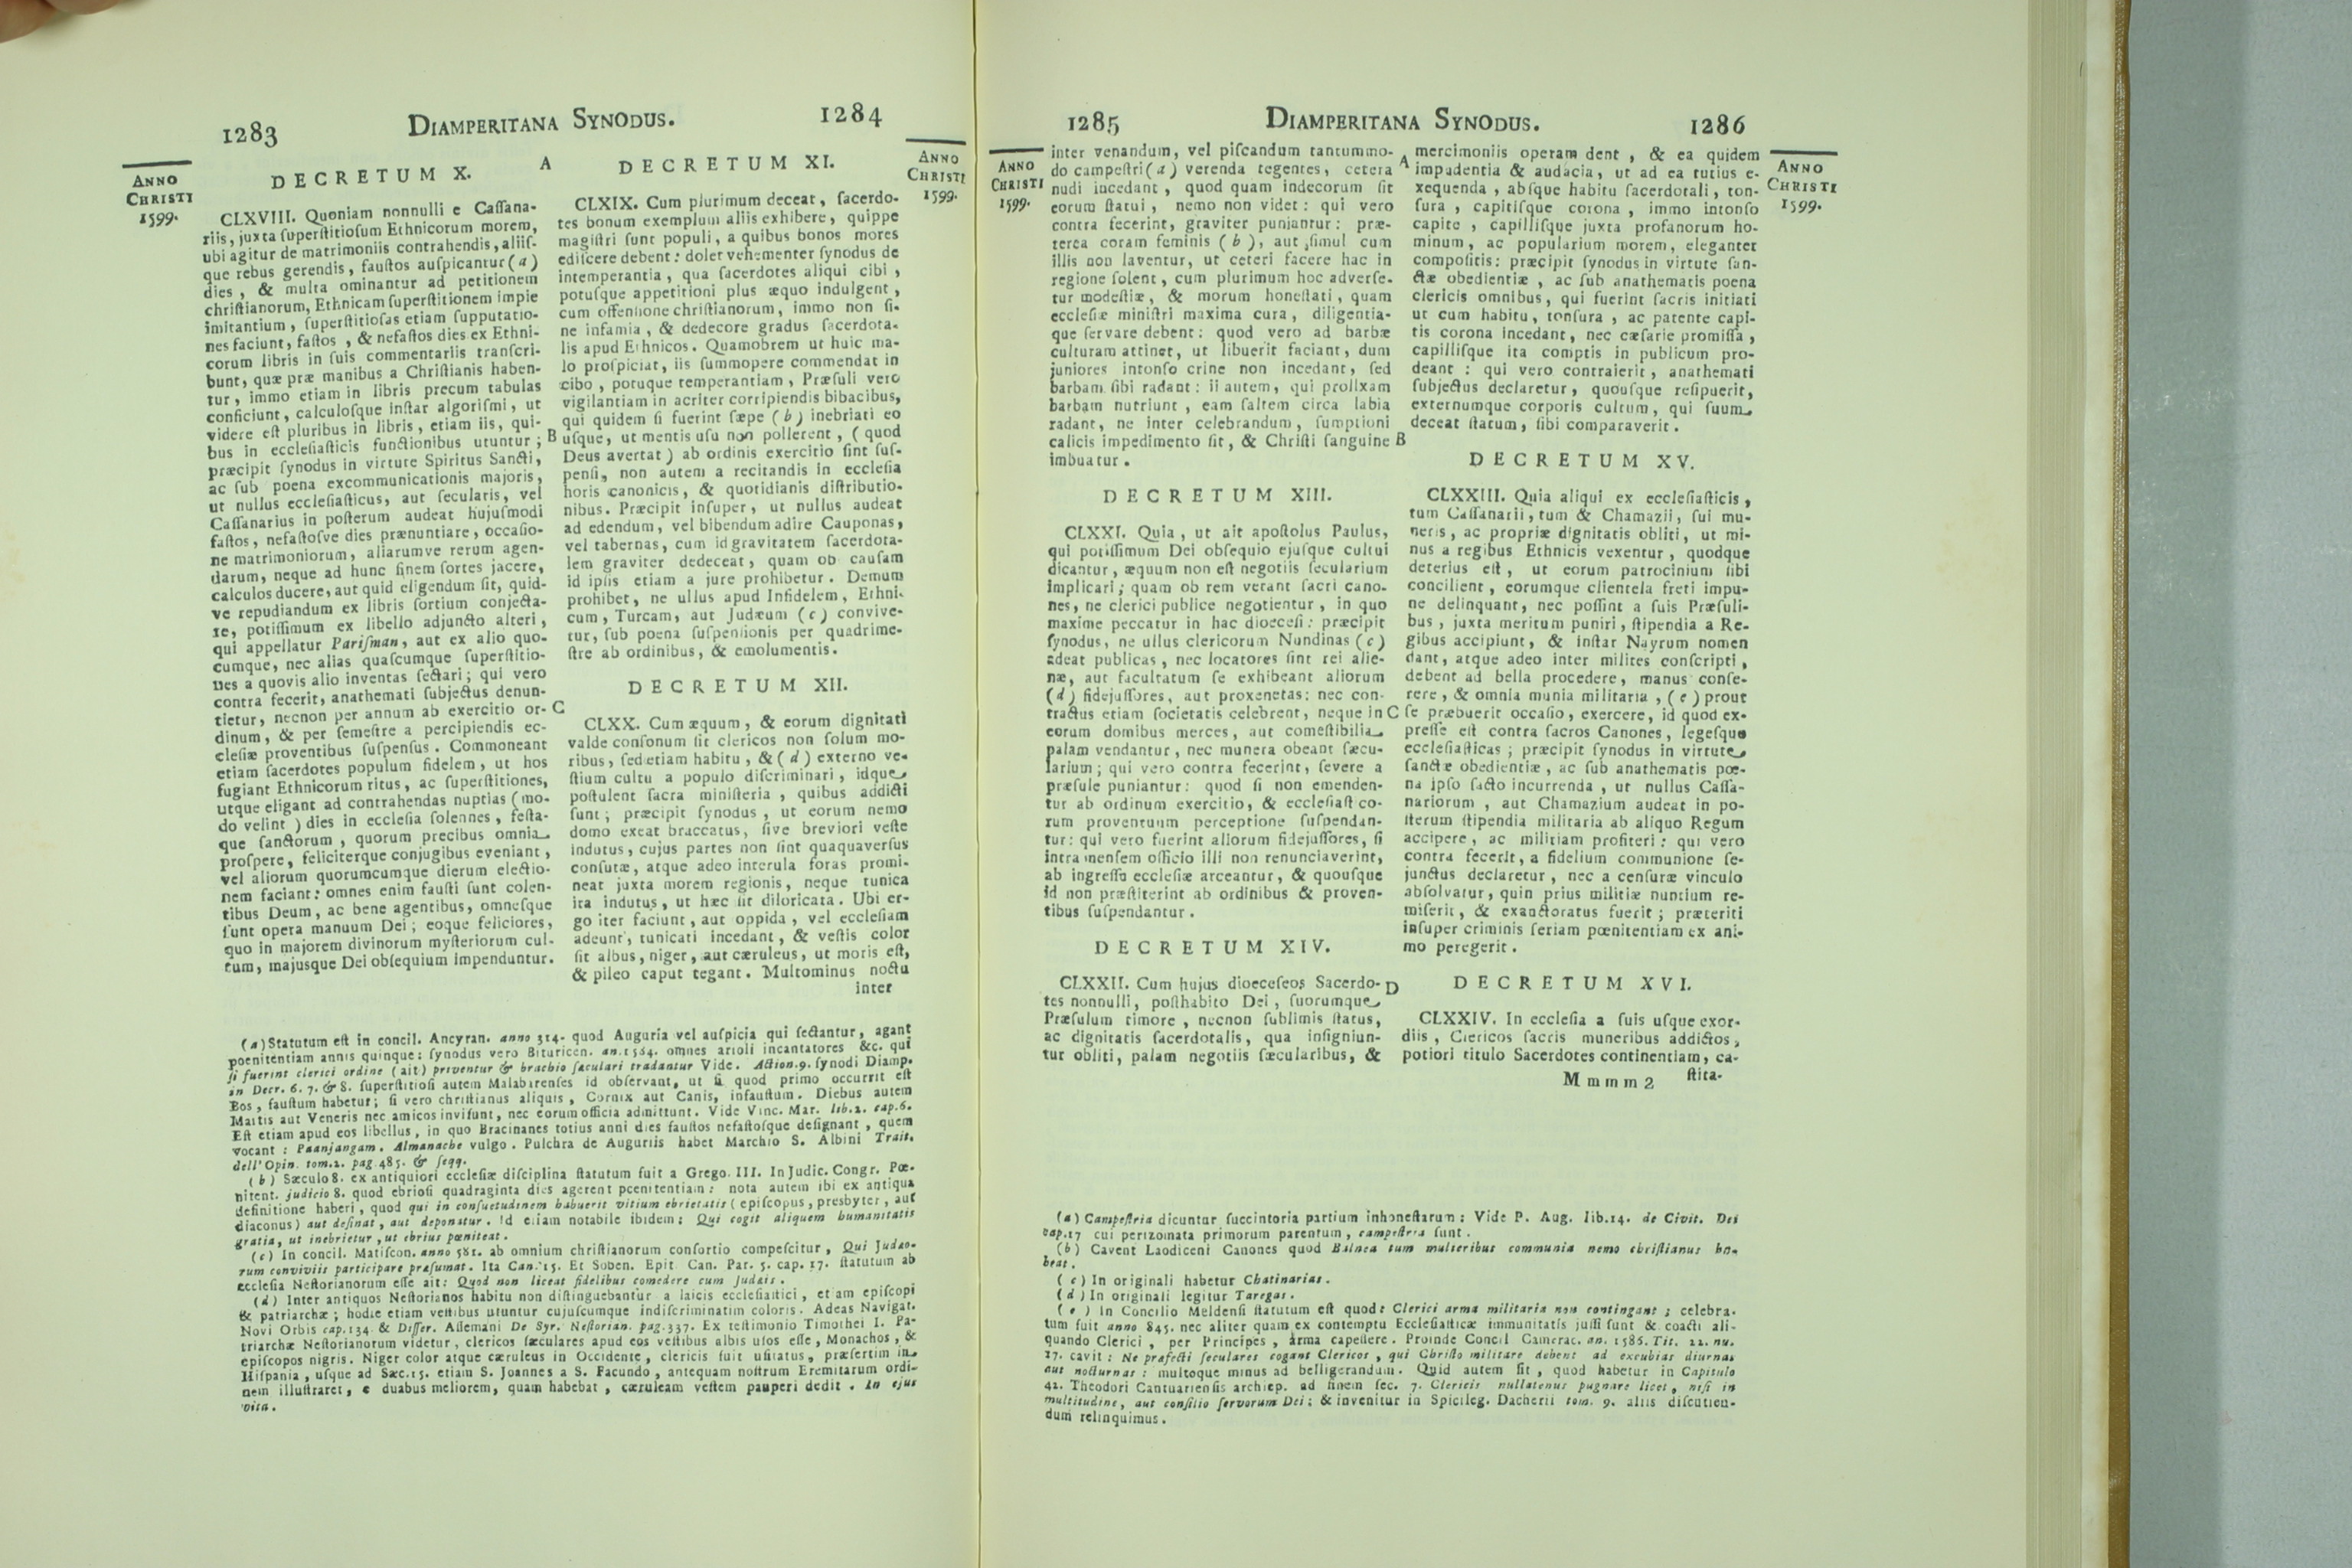 1283
DIAMPERITANA SYNODUS.
1284
ANNO
CHRISTI
1599.
DECRETUM X.
CLXVIII. Quoniam nonnulli e Caſſana-
riis, juxta ſuperſtitioſum Ethnicorum morem,
ubi agitur de matrimoniis contrahendis, aliiſ-
que rebus gerendis, fauſtos auſpicantur (a)
dies, & multa ominantur ad petitionem
chriſtianorum, Ethnicam ſuperſtitionem impie
imitantium, ſuperſtitioſas etiam ſupputatio-
nes faciunt, faſtos, & nefaſtos dies ex Ethni-
corum libris in ſuis commentariis tranſcri-
bunt, quæ præ manibus a Chriſtianis haben-
tur, immo etiam in libris precum tabulas
conficiunt, calculoſque inſtar algoriſmi, ut
videre eſt pluribus in libris, etiam iis, qui-
bus in eccleſiaſticis functionibus utuntur;
præcipit ſynodus in virtute Spiritus Sancti,
ac ſub poena excommunicationis majoris,
ut nullus eccleſiaſticus, aut ſecularis, vel
Caſſanarius in poſterum audeat hujuſmodi
faſtos, nefaſtoſve dies prænuntiare, occaſio-
ne matrimoniorum, aliarumve rerum agen-
darum, neque ad hunc finem ſortes jacere,
calculos ducere, aut quid eligendum ſit, quid-
ve repudiandum ex libris ſortium conjecta-
re, potiſſimum ex libello adjuncto alteri,
qui appellatur Pariſman, aut ex alio quo-
cumque, nec alias quaſcumque ſuperſtitio-
nes a quovis alio inventas ſectari; qui vero
contra fecerit, anathemati ſubjectus denun-
tietur, necnon per annum ab exercitio or-
dinum, & per ſemeſtre a percipiendis ec-
cleſiæ proventibus ſuſpenſus. Commoneant
etiam ſacerdotes populum fidelem, ut hos
fugiant Ethnicorum ritus, ac ſuperſtitiones,
utque eligant ad contrahendas nuptias (mo-
do velint) dies in eccleſia ſolennes, feſta-
que ſanctorum, quorum precibus omnia
proſpere, feliciterque conjugibus eveniant,
vel aliorum quorumcumque dierum electio-
nem faciant: omnes enim fauſti ſunt colen-
tibus Deum, ac bene agentibus, omneſque
ſunt opera manuum Dei; eoque feliciores,
quo in majorem divinorum myſteriorum cul-
tum, majusque Dei obſequium impenduntur.
A
B
C
DECRETUM XI.
CLXIX. Cum plurimum deceat, ſacerdo-
tes bonum exemplum aliis exhibere, quippe
magiſtri ſunt populi, a quibus bonos mores
ediſcere debent: dolet vehementer ſynodus de
intemperantia, qua ſacerdotes aliqui cibi,
potuſque appetitioni plus æquo indulgent,
cum offenſione chriſtianorum, immo non ſi-
ne infamia, & dedecore gradus ſacerdota-
lis apud Ethnicos. Quamobrem ut huic ma-
lo proſpiciat, iis ſummopere commendat in
cibo, potuque temperantiam, Præſuli vero
vigilantiam in acriter corripiendis bibacibus,
qui quidem ſi fuerint ſæpe (b) inebriati eo
uſque, ut mentis uſu non pollerent, (quod
Deus avertat) ab ordinis exercitio ſint ſuſ-
penſi, non autem a recitandis in eccleſia
horis canonicis, & quotidianis diſtributio-
nibus. Præcipit inſuper, ut nullus audeat
ad edendum, vel bibendum adire Cauponas,
vel tabernas, cum id gravitatem ſacerdota-
lem graviter dedeceat, quam ob cauſam
id ipſis etiam a jure prohibetur. Demum
prohibet, ne ullus apud Infidelem, Ethni-
cum, Turcam, aut Judæum (c) convive-
tur, ſub poena ſuſpenſionis per quadrime-
ſtre ab ordinibus, & emolumentis.
DECRETUM XII.
CLXX. Cum æquum, & eorum dignitati
valde conſonum ſit clericos non ſolum mo-
ribus, ſed etiam habitu, & (d) externo ve-
ſtium cultu a populo diſcriminari, idque
poſtulent ſacra miniſteria, quibus addicti
ſunt; præcipit ſynodus, ut eorum nemo
domo exeat braccatus, ſive breviori veſte
indutus, cujus partes non ſint quaquaverſus
conſutæ, atque adeo interula foras promi-
neat juxta morem regionis, neque tunica
ita indutus, ut hæc ſit diloricata. Ubi er-
go iter faciunt, aut oppida, vel eccleſiam
adeunt, tunicati incedant, & veſtis color
ſit albus, niger, aut cæruleus, ut moris eſt,
& pileo caput tegant. Multominus noctu
inter
ANNO
CHRISTI
1599.
(a) Statutum eſt in concil. Ancyran. anno 314. quod Auguria vel auſpicia qui ſectantur, agant
poenitentiam annis quinque: ſynodus vero Bituricen. an. 1584. omnes arioli incantatores &c. qui
ſi fuerint clerici ordine (ait) priventur & brachio ſæculari tradantur Vide. Action. 9. ſynodi Diamp.
in Decr. 6. 7. & 8. ſuperſtitioſi autem Malabirenſes id obſervant, ut ſi quod primo occurrit eſt
Bos, fauſtum habetur; ſi vero chriſtianus aliquis, Cornix aut Canis, infauſtum. Diebus autem
Martis aut Veneris nec amicos inviſunt, nec eorum officia admittunt. Vide Vinc. Mar. lib. 2. cap. 6.
Eſt etiam apud eos libellus, in quo Bracmanes totius anni dies fauſtos nefaſtoſque deſignant, quem
vocant: Paanjangam. Almanache vulgo. Pulchra de Auguriis habet Marchio S. Albini Trait.
dell' Opin. tom. 2. pag. 485. & ſeqq.
(b) Sæculo 8. ex antiquiori eccleſiæ diſciplina ſtatutum fuit a Grego. III. In Judic. Congr. Pœ-
nitent. judicio 8. quod ebrioſi quadraginta dies agerent pœnitentiam: nota autem ibi ex antiqua
definitione haberi, quod qui in conſuetudinem habuerit vitium ebrietatis (epiſcopus, presbyter, aut
diaconus) aut deſinat, aut deponatur. Id etiam notabile ibidem: Qui cogit aliquem humanitatis
gratia, ut inebrietur, ut ebrius pœniteat.
(c) In concil. Matiſcon. anno 581. ab omnium chriſtianorum conſortio compeſcitur, Qui Judæo-
rum conviviis participare præſumat. Ita Can. 15. Et Soben. Epit. Can. Par. 5. cap. 17. ſtatutum ab
eccleſia Neſtorianorum eſſe ait: Quod non liceat fidelibus comedere cum Judæis.
(d) Inter antiquos Neſtorianos habitu non diſtinguebantur a laicis eccleſiaſtici, etiam epiſcopi
& patriarchæ; hodie etiam veſtibus utuntur cujuſcumque indiſcriminatim coloris. Adeas Navigat.
Novi Orbis cap. 134. & Diſſer. Aſſemani De Syr. Neſtorian. pag. 337. Ex teſtimonio Timothei I. Pa-
triarchæ Neſtorianorum videtur, clericos ſæculares apud eos veſtibus albis uſos eſſe, Monachos, &
epiſcopos nigris. Niger color atque cæruleus in Occidente, clericis fuit uſitatus, præſertim in
Hiſpania, uſque ad Sæc. 15. etiam S. Joannes a S. Facundo, antequam noſtrum Eremitarum ordi-
nem illuſtraret, e duabus meliorem, quam habebat, cæruleam veſtem pauperi dedit. In ejus
vita.
1285
DIAMPERITANA SYNODUS.
1286
ANNO
CHRISTI
1599.
inter venandum, vel piſcandum tantummo-
do campeſtri (a) verenda tegentes, cetera
nudi incedant, quod quam indecorum ſit
eorum ſtatui, nemo non videt: qui vero
contra fecerint, graviter puniantur: præ-
terea coram feminis (b), aut ſimul cum
illis non laventur, ut ceteri facere hac in
regione ſolent, cum plurimum hoc adverſe-
tur modeſtiæ, & morum honeſtati, quam
eccleſiæ miniſtri maxima cura, diligentia-
que ſervare debent: quod vero ad barbæ
culturam attinet, ut libuerit faciant, dum
juniores intonſo crine non incedant, ſed
barbam ſibi radant: ii autem, qui prolixam
barbam nutriunt, eam ſaltem circa labia
radant, ne inter celebrandum, ſumptioni
calicis impedimento ſit, & Chriſti ſanguine
imbuatur.
DECRETUM XIII.
CLXXI. Quia, ut ait apoſtolus Paulus,
qui potiſſimum Dei obſequio ejuſque cultui
dicantur, æquum non eſt negotiis ſecularium
implicari; quam ob rem vetant ſacri cano-
nes, ne clerici publice negotientur, in quo
maxime peccatur in hac dioeceſi: præcipit
ſynodus, ne ullus clericorum Nundinas (c)
adeat publicas, nec locatores ſint rei alie-
næ, aut facultatum ſe exhibeant aliorum
(d) fidejuſſores, aut proxenetas: nec con-
tractus etiam ſocietatis celebrent, neque in
eorum domibus merces, aut comeſtibilia
palam vendantur, nec munera obeant ſæcu-
larium; qui vero contra fecerint, ſevere a
præſule puniantur: quod ſi non emenden-
tur ab ordinum exercitio, & eccleſiaſtico-
rum proventuum perceptione ſuſpendan-
tur: qui vero fuerint aliorum fidejuſſores, ſi
intra menſem officio illi non renunciaverint,
ab ingreſſu eccleſiæ arceantur, & quouſque
id non præſtiterint ab ordinibus & proven-
tibus ſuſpendantur.
DECRETUM XIV.
CLXXII. Cum hujus dioeceſeos Sacerdo-
tes nonnulli, poſthabito Dei, ſuorumque
Præſulum timore, necnon ſublimis ſtatus,
ac dignitatis ſacerdotalis, qua inſigniun-
tur obliti, palam negotiis ſæcularibus, &
A
B
C
D
mercimoniis operam dent, & ea quidem
impudentia & audacia, ut ad ea tutius e-
xequenda, abſque habitu ſacerdotali, ton-
ſura, capitiſque corona, immo intonſo
capite, capilliſque juxta profanorum ho-
minum, ac popularium morem, eleganter
compoſitis: præcipit ſynodus in virtute ſan-
ctæ obedientiæ, ac ſub anathematis poena
clericis omnibus, qui fuerint ſacris initiati
ut cum habitu, tonſura, ac patente capi-
tis corona incedant, nec cæſarie promiſſa,
capilliſque ita comptis in publicum pro-
deant: qui vero contraierit, anathemati
ſubjectus declaretur, quouſque reſipuerit,
externumque corporis cultum, qui ſuum
deceat ſtatum, ſibi comparaverit.
DECRETUM XV.
CLXXIII. Quia aliqui ex eccleſiaſticis,
tum Caſſanarii, tum & Chamazii, ſui mu-
neris, ac propriæ dignitatis obliti, ut mi-
nus a regibus Ethnicis vexentur, quodque
deterius eſt, ut eorum patrocinium ſibi
concilient, eorumque clientela freti impu-
ne delinquant, nec poſſint a ſuis Præſuli-
bus, juxta meritum puniri, ſtipendia a Re-
gibus accipiunt, & inſtar Nayrum nomen
dant, atque adeo inter milites conſcripti,
debent ad bella procedere, manus conſe-
rere, & omnia munia militaria, (e) prout
ſe præbuerit occaſio, exercere, id quod ex-
preſſe eſt contra ſacros Canones, legeſque
eccleſiaſticas; præcipit ſynodus in virtute
ſanctæ obedientiæ, ac ſub anathematis pœ-
na ipſo facto incurrenda, ut nullus Caſſa-
nariorum, aut Chamazium audeat in po-
ſterum ſtipendia militaria ab aliquo Regum
accipere, ac militiam profiteri: qui vero
contra fecerit, a fidelium communione ſe-
junctus declaretur, nec a cenſuræ vinculo
abſolvatur, quin prius militiæ nuntium re-
miſerit, & exauctoratus fuerit; præteriti
inſuper criminis ſeriam pœnitentiam ex ani-
mo peregerit.
DECRETUM XVI.
CLXXIV. In eccleſia a ſuis uſque exor-
diis, Clericos ſacris muneribus addictos,
potiori titulo Sacerdotes continentiam, ca-
ſtita-
Mmmm 2
ANNO
CHRISTI
1599.
(a) Campeſtria dicuntur ſuccintoria partium inhoneſtarum: Vide P. Aug. lib. 14. de Civit. Dei
cap. 17 cui perizomata primorum parentum, campeſtria ſunt.
(b) Cavent Laodiceni Canones quod Balnea cum mulieribus communia nemo chriſtianus ha-
beat.
(c) In originali habetur Chatinarias.
(d) In originali legitur Taregas.
(e) In Concilio Meldenſi ſtatutum eſt quod: Clerici arma militaria non contingant; celebra-
tum fuit anno 845. nec aliter quam ex contemptu Eccleſiaſticæ immunitatis juſſi ſunt & coacti ali-
quando Clerici, per Principes, arma capeſſere. Proinde Concil Camerac. an. 1586. Tit. 22. nu.
17. cavit: Ne præfecti ſeculares cogant Clericos, qui Chriſto militare debent ad excubias diurnas
aut nocturnas: multoque minus ad belligerandum. Quid autem ſit, quod habetur in Capitulo
42. Theodori Cantuarienſis archiep. ad finem ſec. 7. Clericis nullatenus pugnare licet, niſi in
multitudine, aut conſilio ſervorum Dei; & invenitur in Spicileg. Dacherii tom. 9. aliis diſcutien-
dum relinquimus.